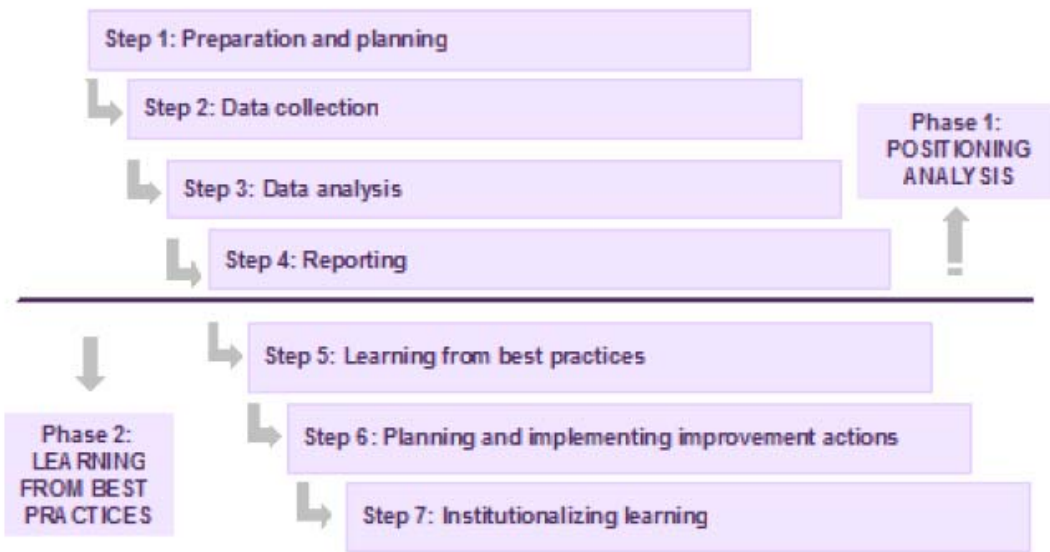 Step 1: Preparation and planning
Step 2: Data collection
Phase 1:
POSITIONING
ANALYSIS
Step 3: Data analysis
Step 4: Reporting
Step 5: Learning from best practices
Phase 2:
LEARNING
FROM BEST
PRACTICES
Step 6: Planning and implementing improvement actions
Step 7: Institutionalizing learning